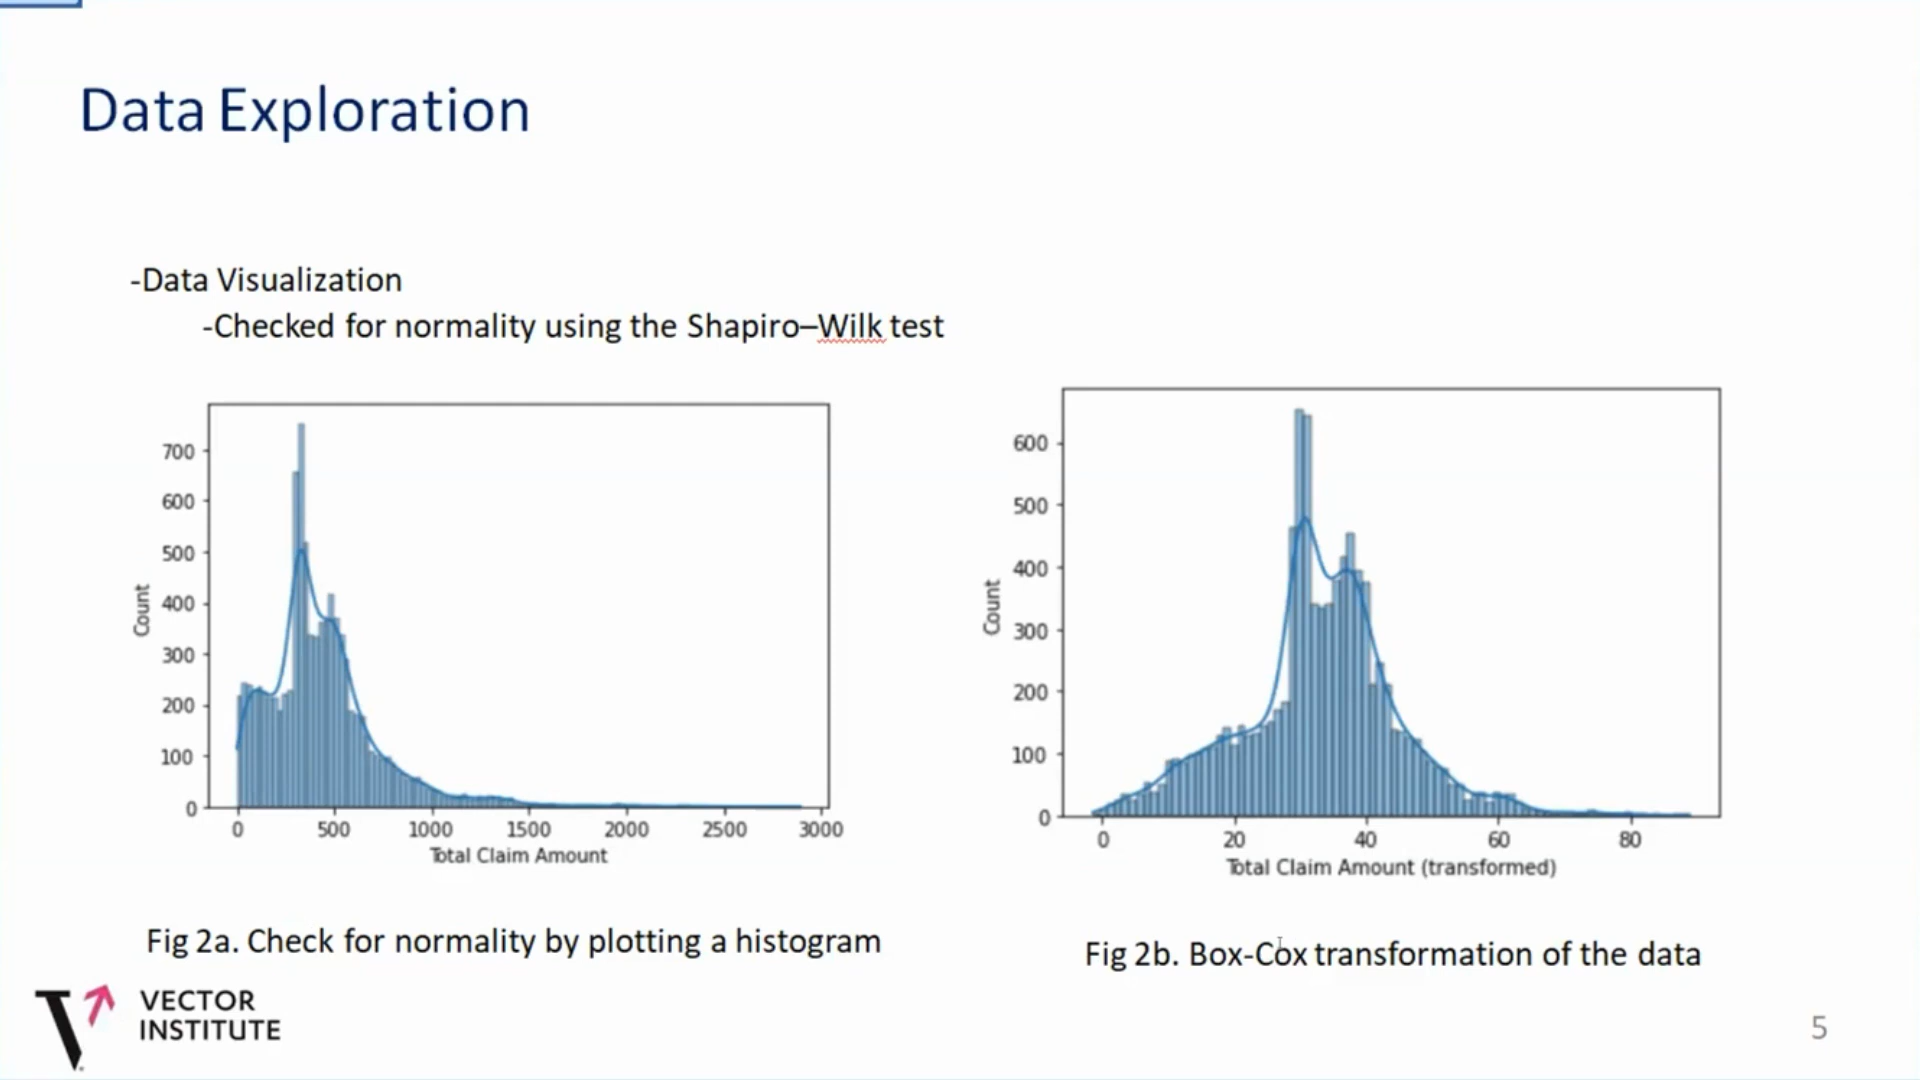 Data Exploration
-Data Visualization
-Checked for normality using the Shapiro–Wilk test
700
600
500
400
300
200
100
0
Count
0 500 1000 1500 2000 2500 3000
Total Claim Amount
Fig 2a. Check for normality by plotting a histogram
600
500
400
300
200
100
0
Count
0 20 40 60 80
Total Claim Amount (transformed)
Fig 2b. Box-Cox transformation of the data
VECTOR
INSTITUTE
5